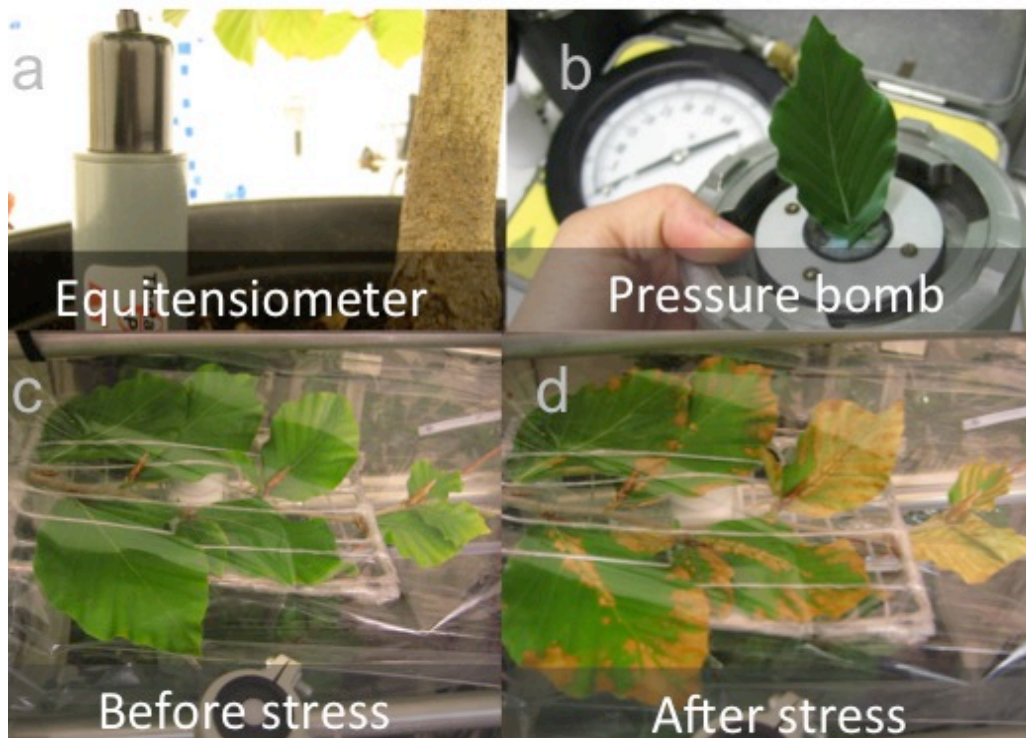 a
b
Equitensiometer
Pressure bomb
c
d
Before stress
After stress